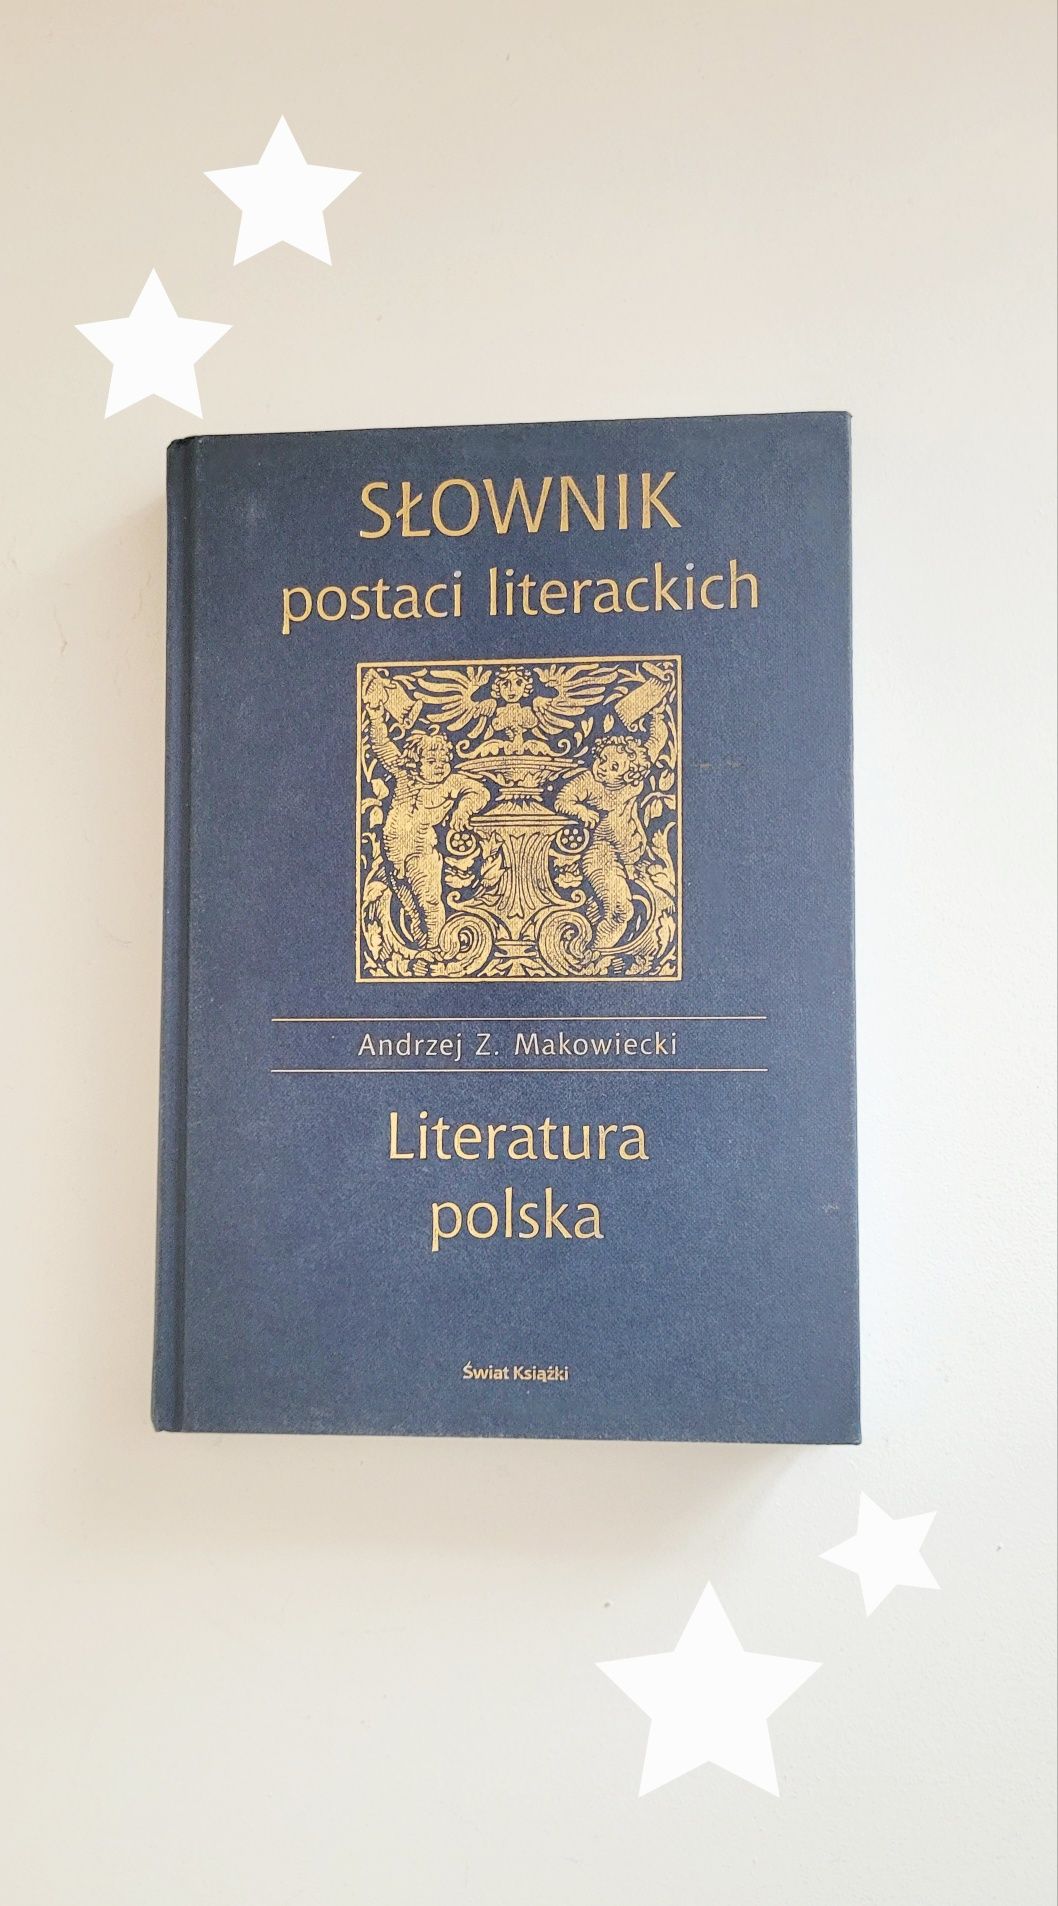 SŁOWNIK
postaci literackich
Andrzej Z. Makowiecki
Literatura
polska
Świat Książki